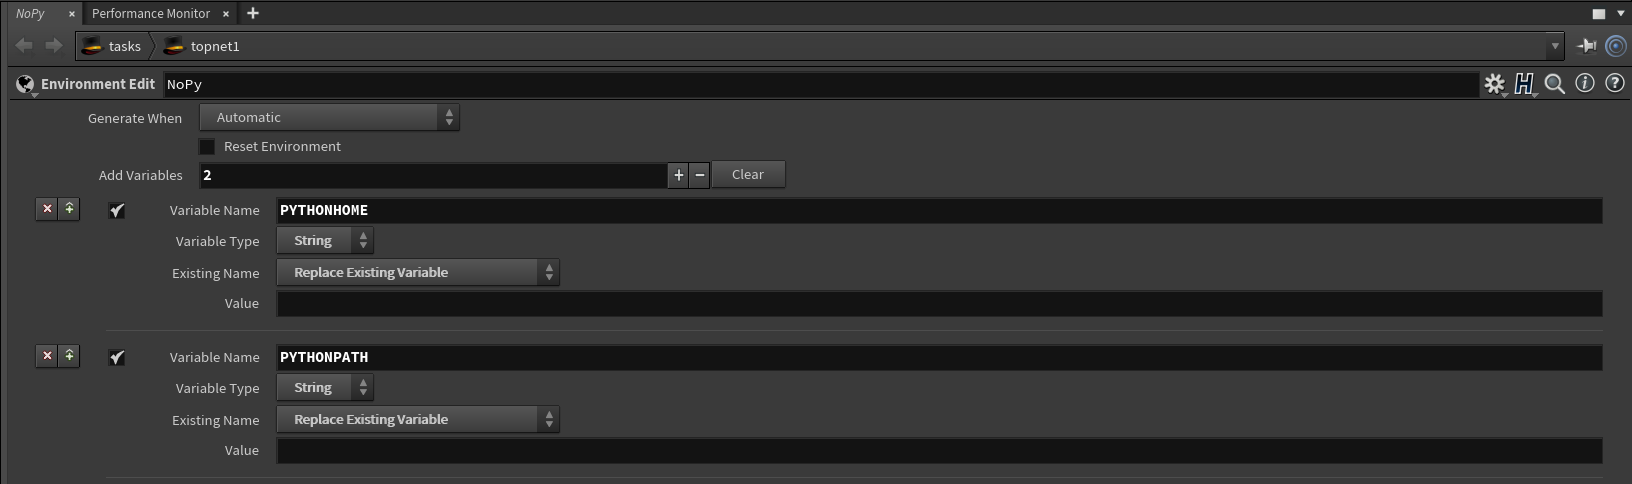 NoPy × Performance Monitor × +
tasks topnet1
Environment Edit NoPy
Generate When Automatic
Reset Environment
Add Variables 2 + − Clear
Variable Name PYTHONHOME
Variable Type String
Existing Name Replace Existing Variable
Value
Variable Name PYTHONPATH
Variable Type String
Existing Name Replace Existing Variable
Value